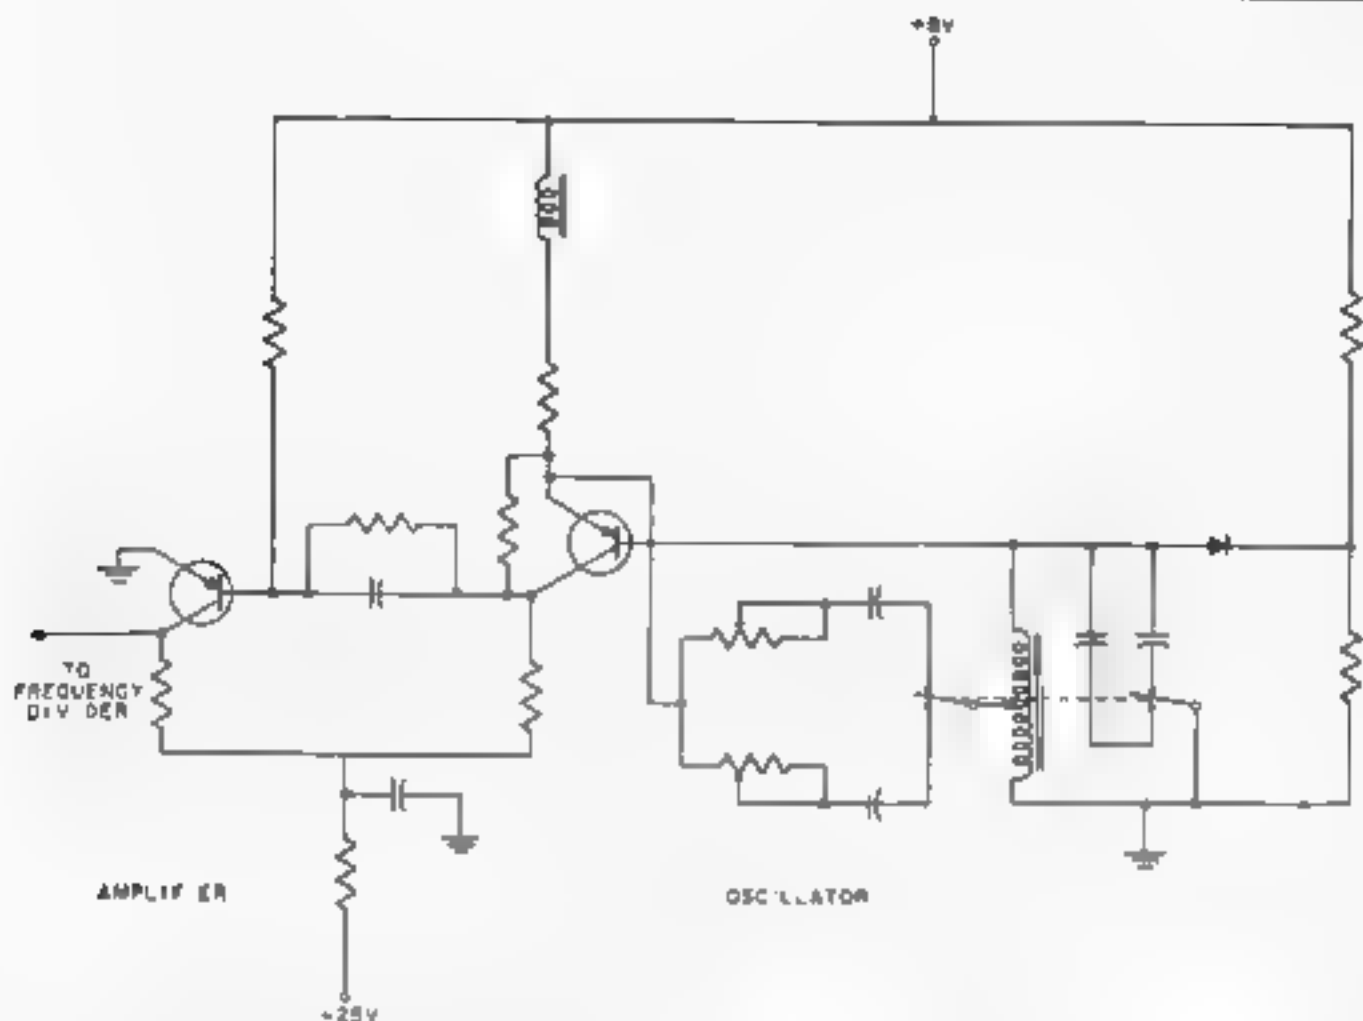 +8V
TO
FREQUENCY
DIVIDER
AMPLIFIER
OSCILLATOR
+25V